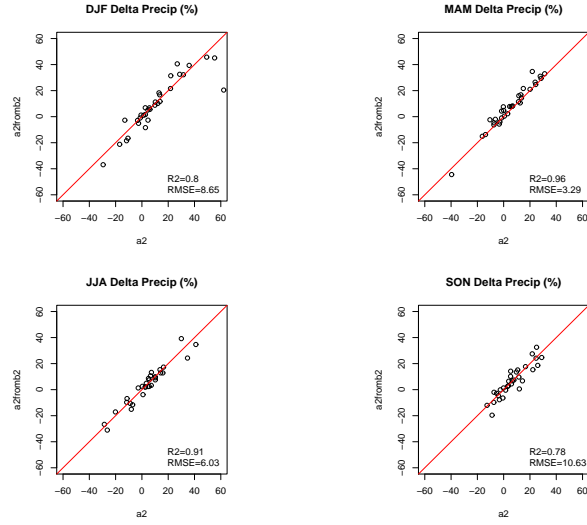 DJF Delta Precip (%)
a2fromb2
60
40
20
0
−20
−40
−60
R2=0.8
RMSE=8.65
−60 −40 −20 0 20 40 60
a2
MAM Delta Precip (%)
a2fromb2
60
40
20
0
−20
−40
−60
R2=0.96
RMSE=3.29
−60 −40 −20 0 20 40 60
a2
JJA Delta Precip (%)
a2fromb2
60
40
20
0
−20
−40
−60
R2=0.91
RMSE=6.03
−60 −40 −20 0 20 40 60
a2
SON Delta Precip (%)
a2fromb2
60
40
20
0
−20
−40
−60
R2=0.78
RMSE=10.63
−60 −40 −20 0 20 40 60
a2